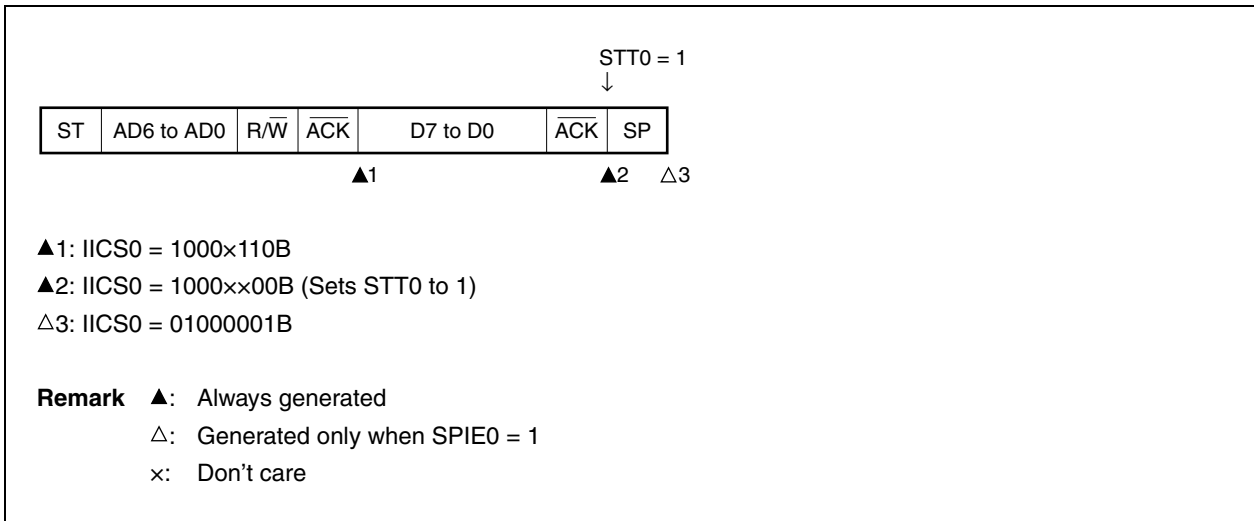 STT0 = 1
↓
ST AD6 to AD0 R/W̅ A̅C̅K̅ D7 to D0 A̅C̅K̅ SP
▲1 ▲2 △3
▲1: IICS0 = 1000×110B
▲2: IICS0 = 1000××00B (Sets STT0 to 1)
△3: IICS0 = 01000001B
Remark ▲: Always generated
△: Generated only when SPIE0 = 1
×: Don't care